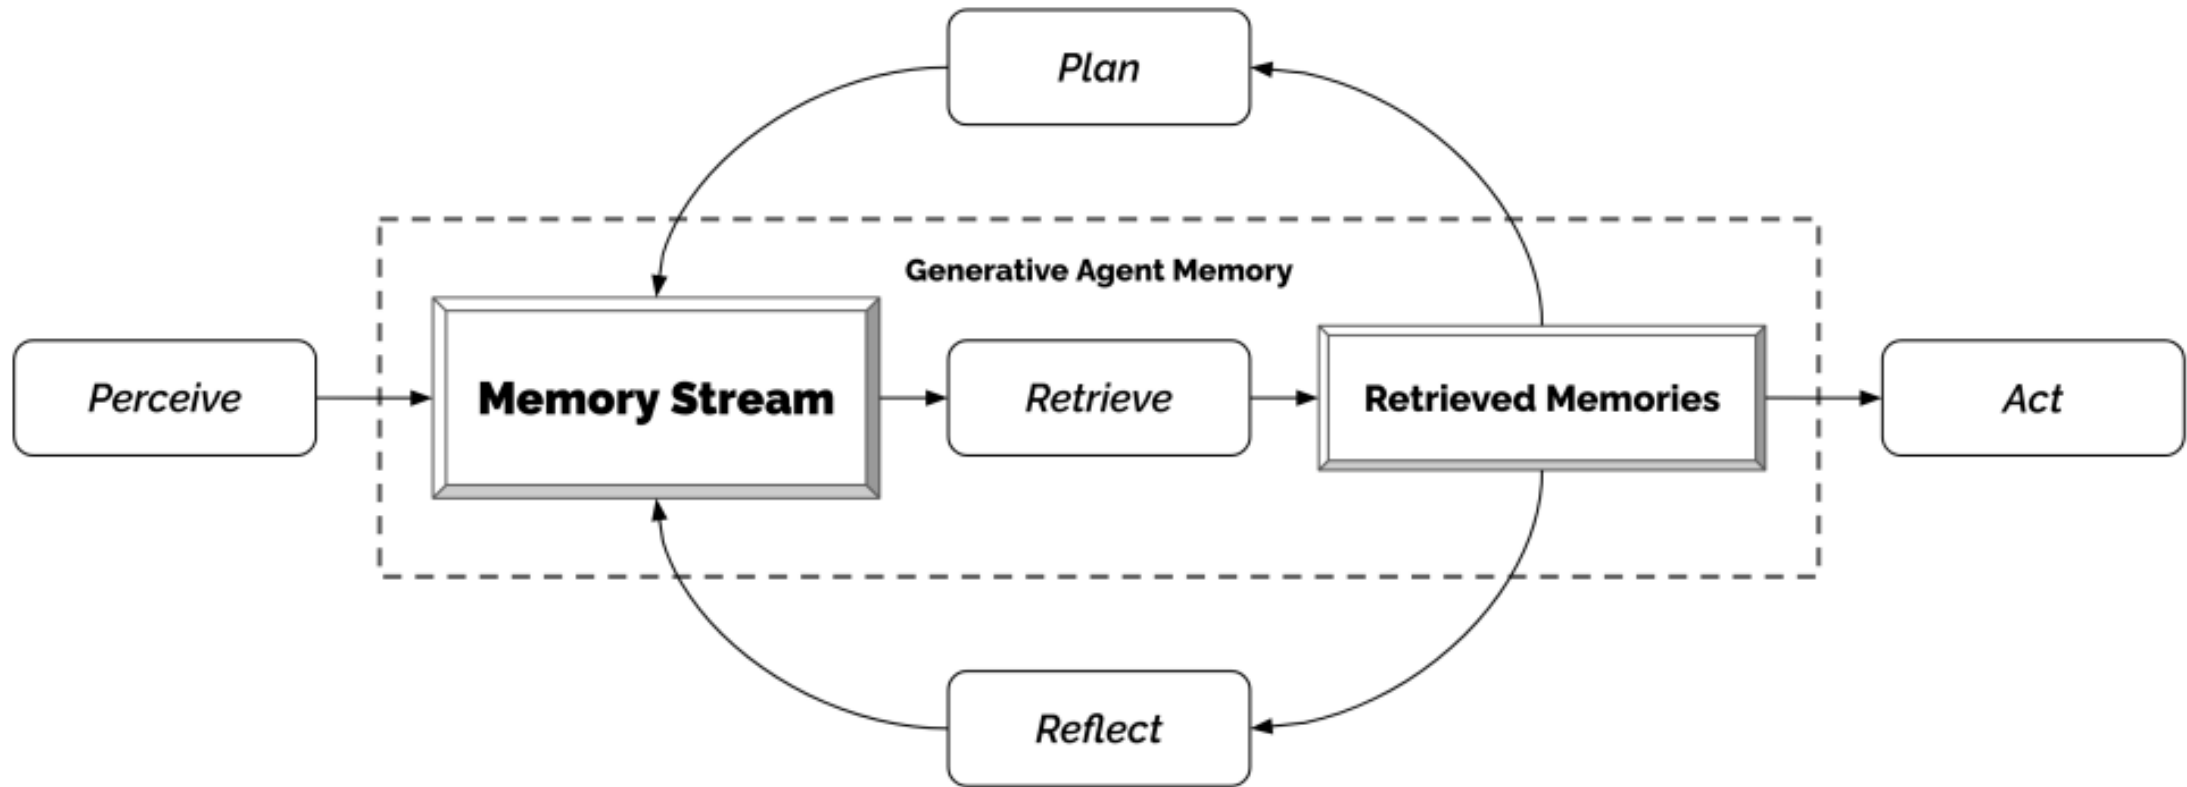 Plan
Generative Agent Memory
Perceive
Memory Stream
Retrieve
Retrieved Memories
Act
Reflect